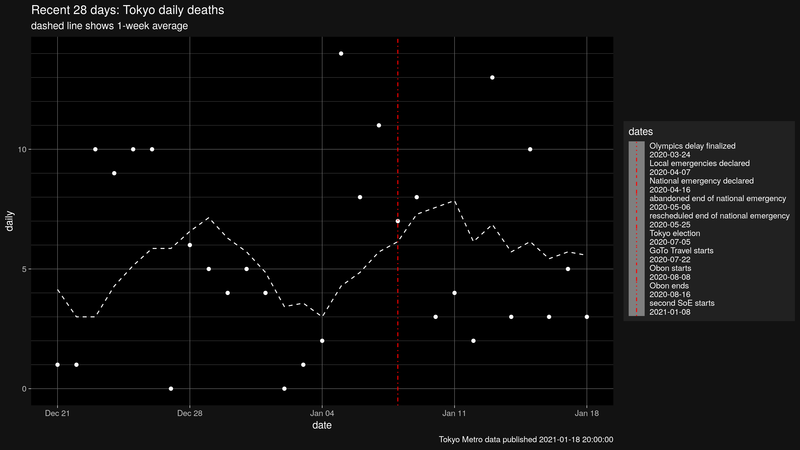 Recent 28 days: Tokyo daily deaths
dashed line shows 1-week average
daily
10
5
0
Dec 21
Dec 28
Jan 04
Jan 11
Jan 18
date
dates
Olympics delay finalized
2020-03-24
Local emergencies declared
2020-04-07
National emergency declared
2020-04-16
abandoned end of national emergency
2020-05-06
rescheduled end of national emergency
2020-05-25
Tokyo election
2020-07-05
GoTo Travel starts
2020-07-22
Obon starts
2020-08-08
Obon ends
2020-08-16
second SoE starts
2021-01-08
Tokyo Metro data published 2021-01-18 20:00:00